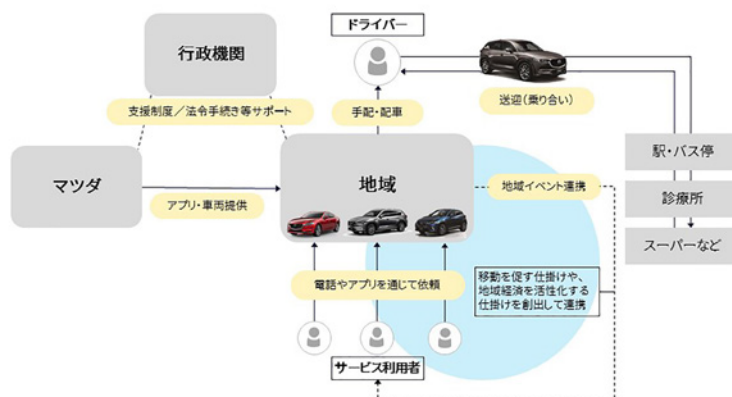 ドライバー
行政機関
支援制度／法令手続き等サポート
手配・配車
送迎（乗り合い）
駅・バス停
マツダ
地域
地域イベント連携
診療所
アプリ・車両提供
スーパーなど
電話やアプリを通じて依頼
移動を促す仕掛けや、
地域経済を活性化する
仕掛けを創出して連携
サービス利用者